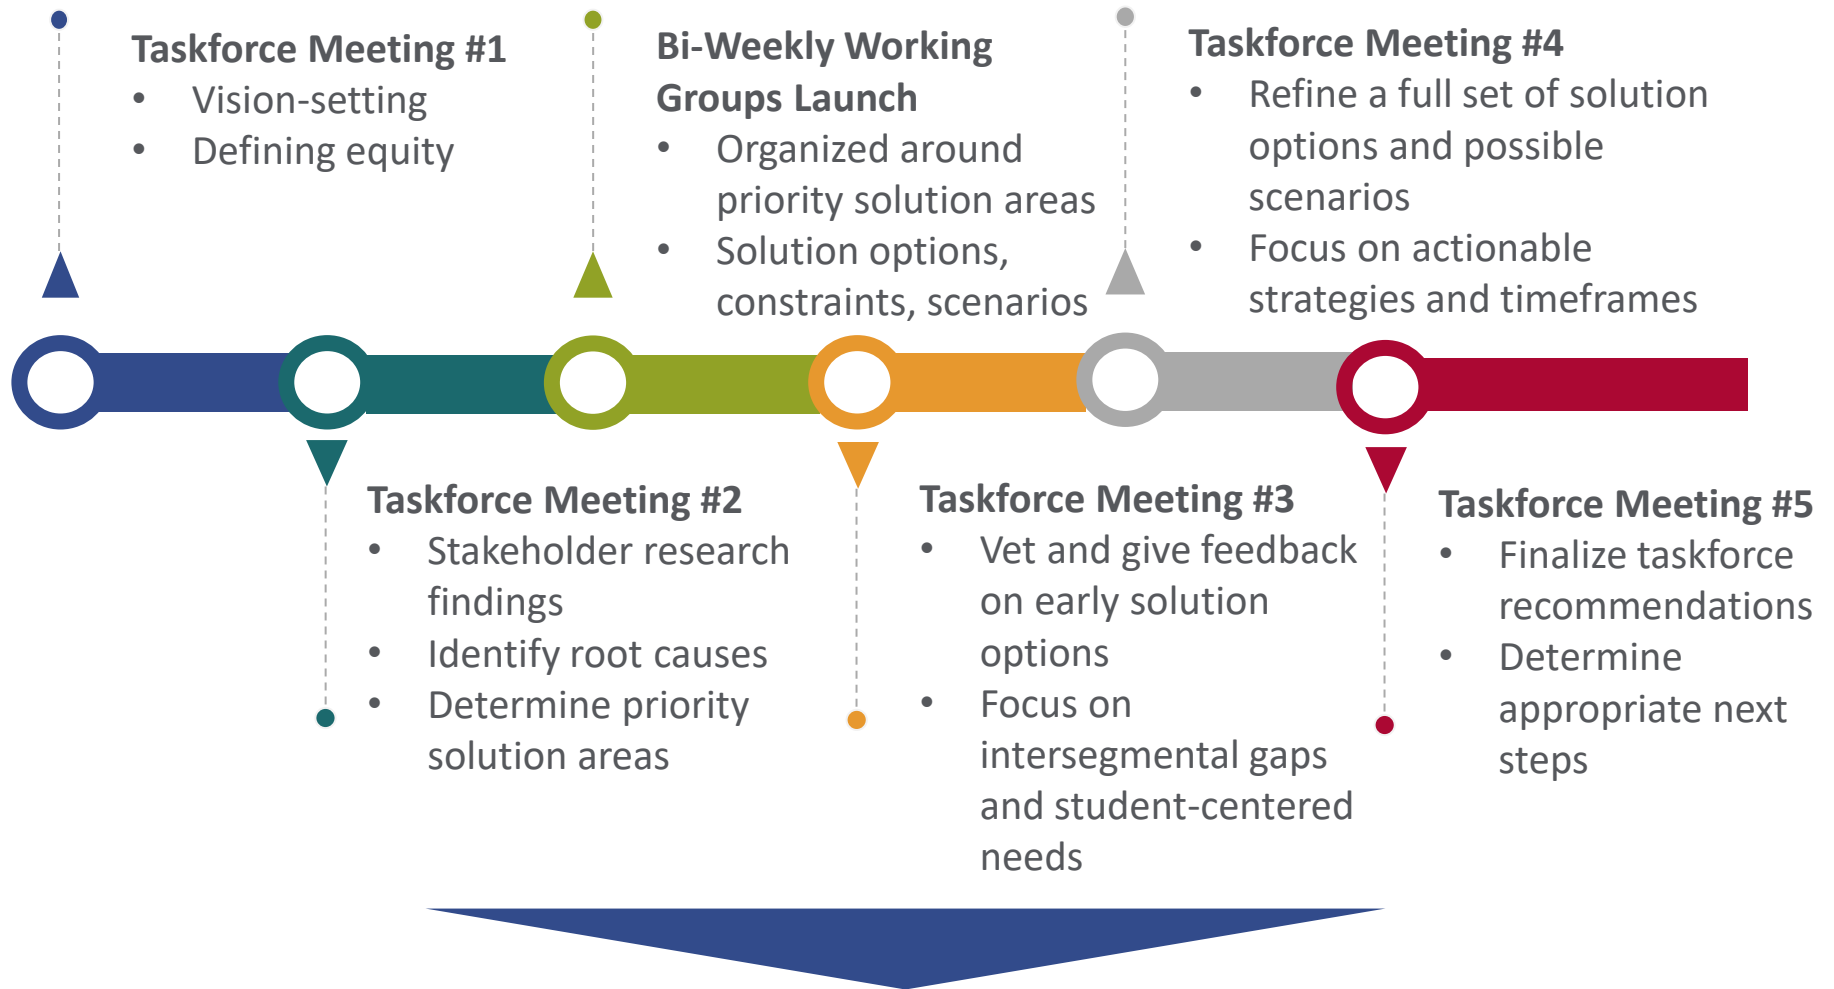 Taskforce Meeting #1
• Vision-setting
• Defining equity
Bi-Weekly Working
Groups Launch
• Organized around
priority solution areas
• Solution options,
constraints, scenarios
Taskforce Meeting #4
• Refine a full set of solution
options and possible
scenarios
• Focus on actionable
strategies and timeframes
Taskforce Meeting #2
• Stakeholder research
findings
• Identify root causes
• Determine priority
solution areas
Taskforce Meeting #3
• Vet and give feedback
on early solution
options
• Focus on
intersegmental gaps
and student-centered
needs
Taskforce Meeting #5
• Finalize taskforce
recommendations
• Determine
appropriate next
steps